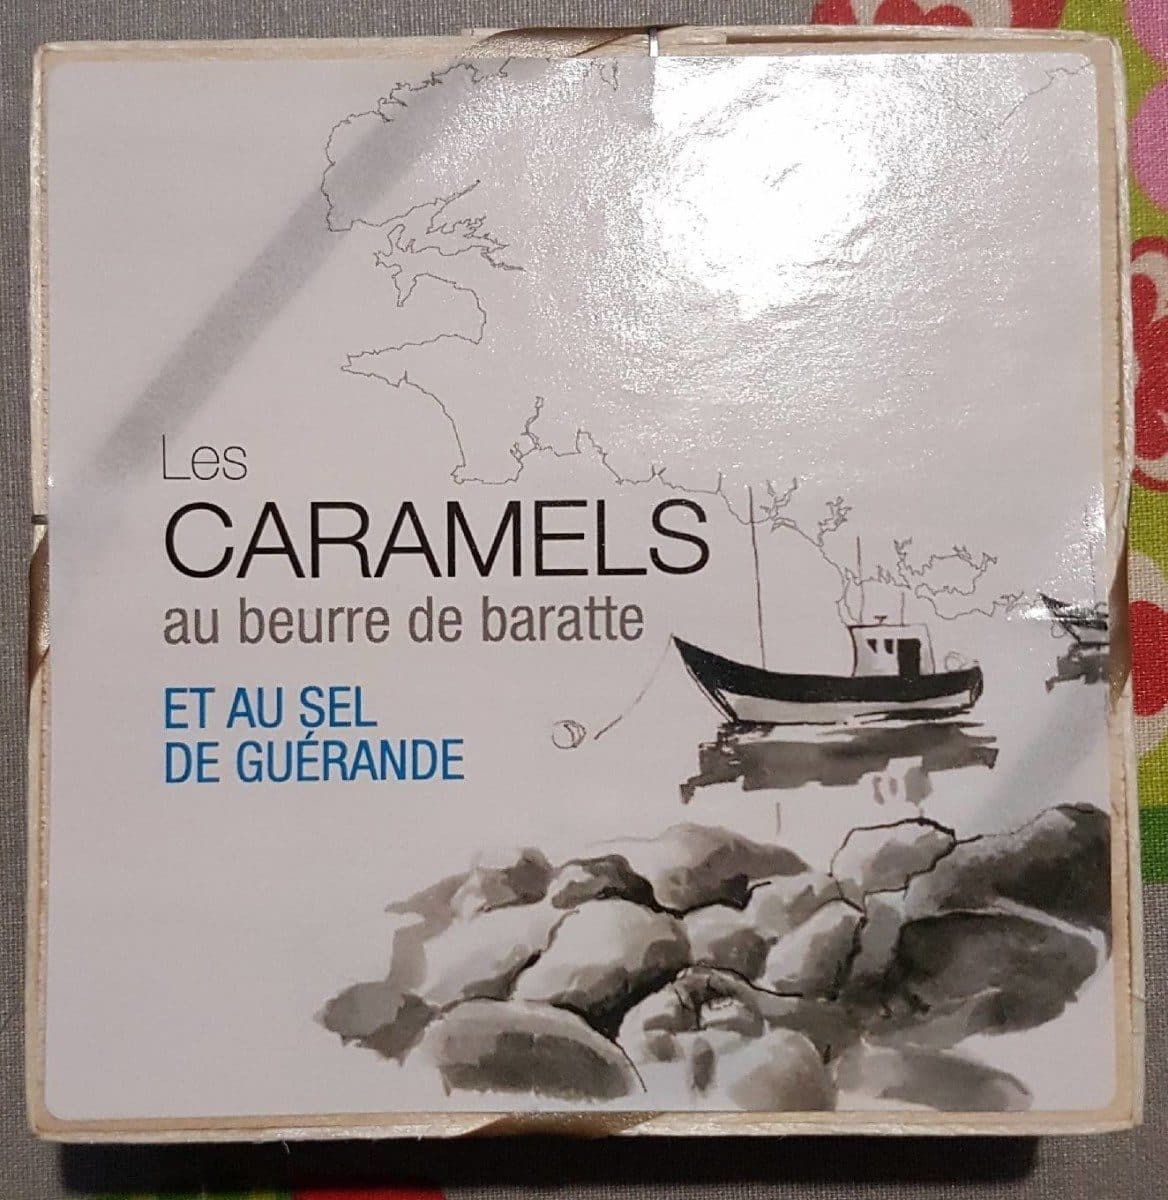 Les
CARAMELS
au beurre de baratte
ET AU SEL
DE GUÉRANDE